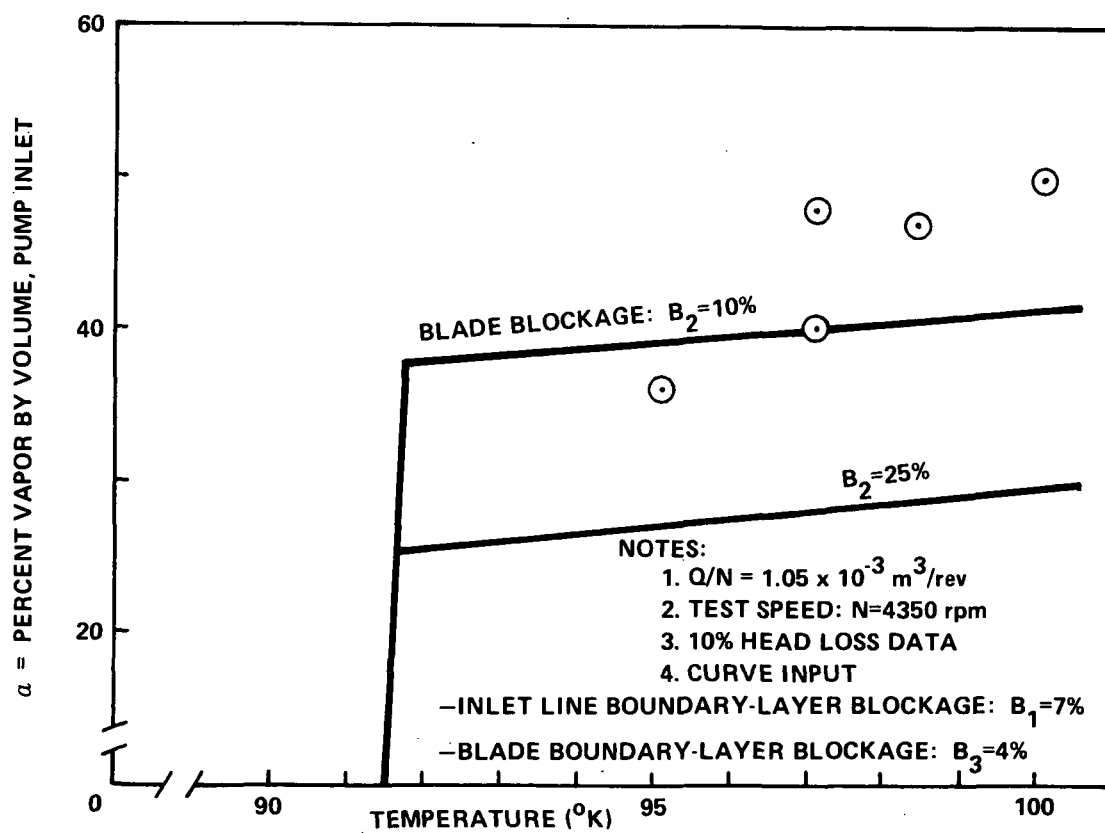 60
40
20
0
α = PERCENT VAPOR BY VOLUME, PUMP INLET
BLADE BLOCKAGE: B₂=10%
B₂=25%
NOTES:
1. Q/N = 1.05 x 10⁻³ m³/rev
2. TEST SPEED: N=4350 rpm
3. 10% HEAD LOSS DATA
4. CURVE INPUT
–INLET LINE BOUNDARY-LAYER BLOCKAGE: B₁=7%
–BLADE BOUNDARY-LAYER BLOCKAGE: B₃=4%
90 95 100
TEMPERATURE (°K)